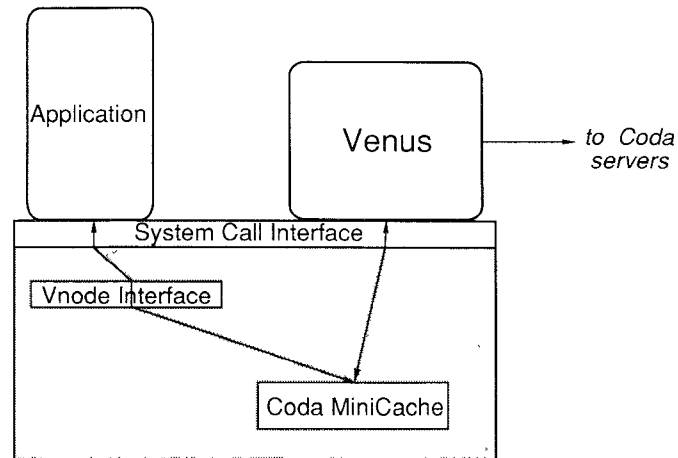 Application
Venus
to Coda
servers
System Call Interface
Vnode Interface
Coda MiniCache